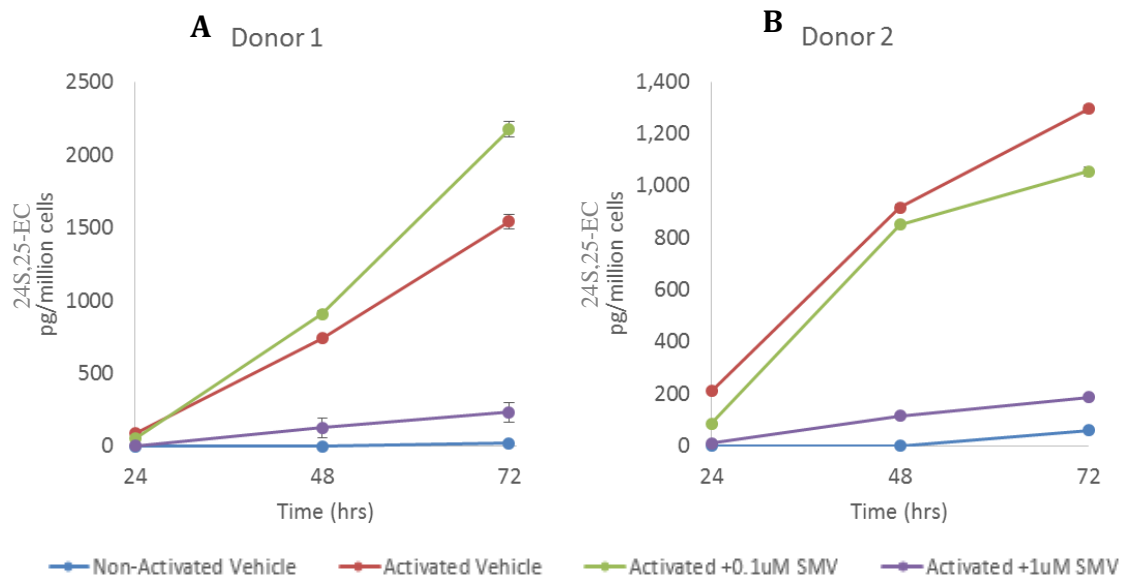 A Donor 1
2500
2000
1500
1000
500
0
24S,25-EC
pg/million cells
24 48 72
Time (hrs)
B Donor 2
1,400
1,200
1,000
800
600
400
200
0
24S,25-EC
pg/million cells
24 48 72
Time (hrs)
Non-Activated Vehicle Activated Vehicle Activated +0.1uM SMV Activated +1uM SMV